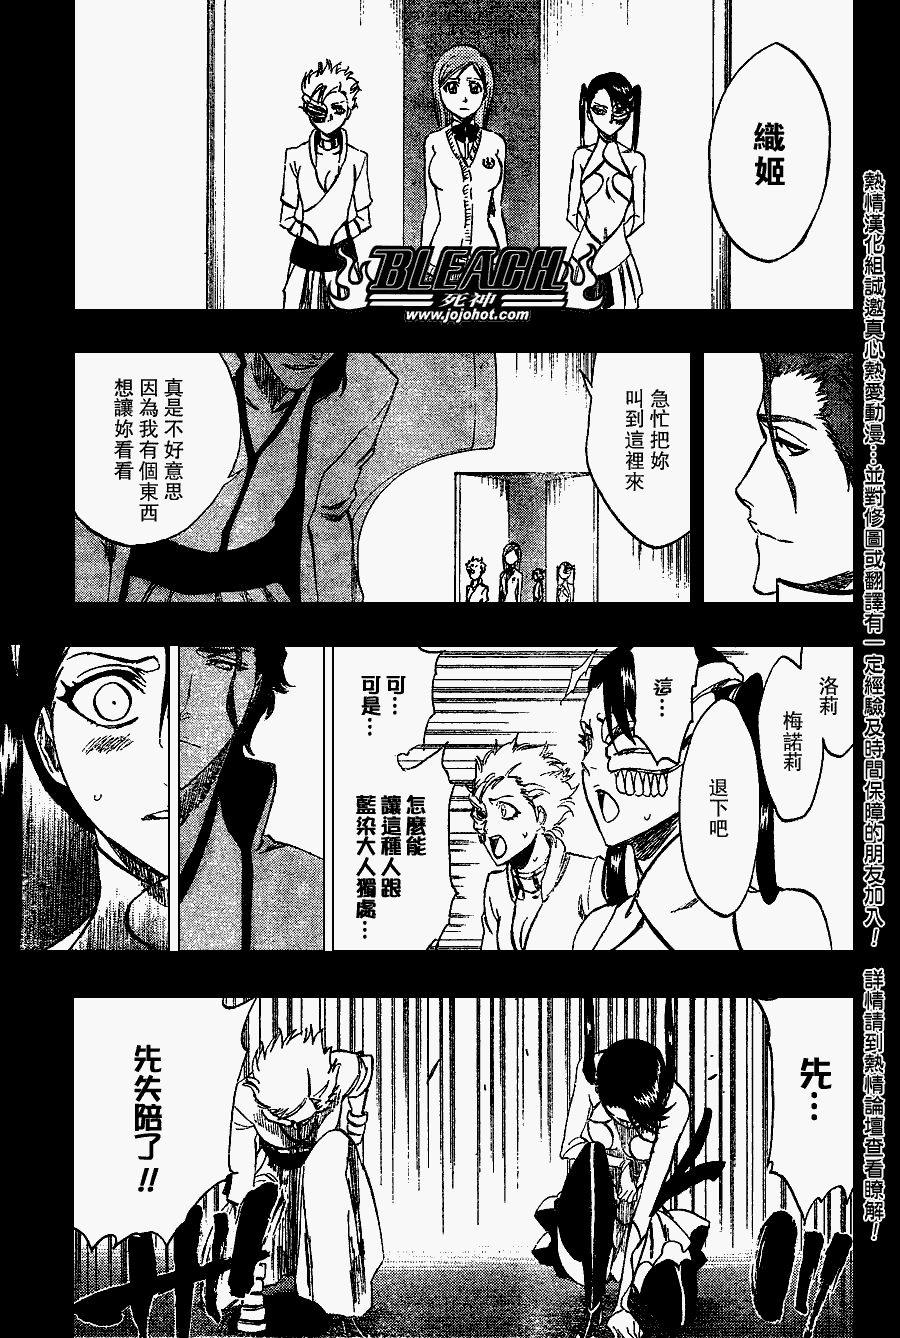 織姬
BLEACH
死神
www.jojohot.com
急忙把妳
叫到這裡來
真是不好意思
因為我有個東西
想讓妳看看
洛莉
梅諾莉
退下吧
這…
可…
可是…
怎麼能
讓這種人跟
藍染大人獨處…
先…
先失陪了!!
熱情漢化組誠邀真心熱愛動漫…並對修圖或翻譯有一定經驗及時間保障的朋友加入! 詳情請到熱情論壇查看瞭解!